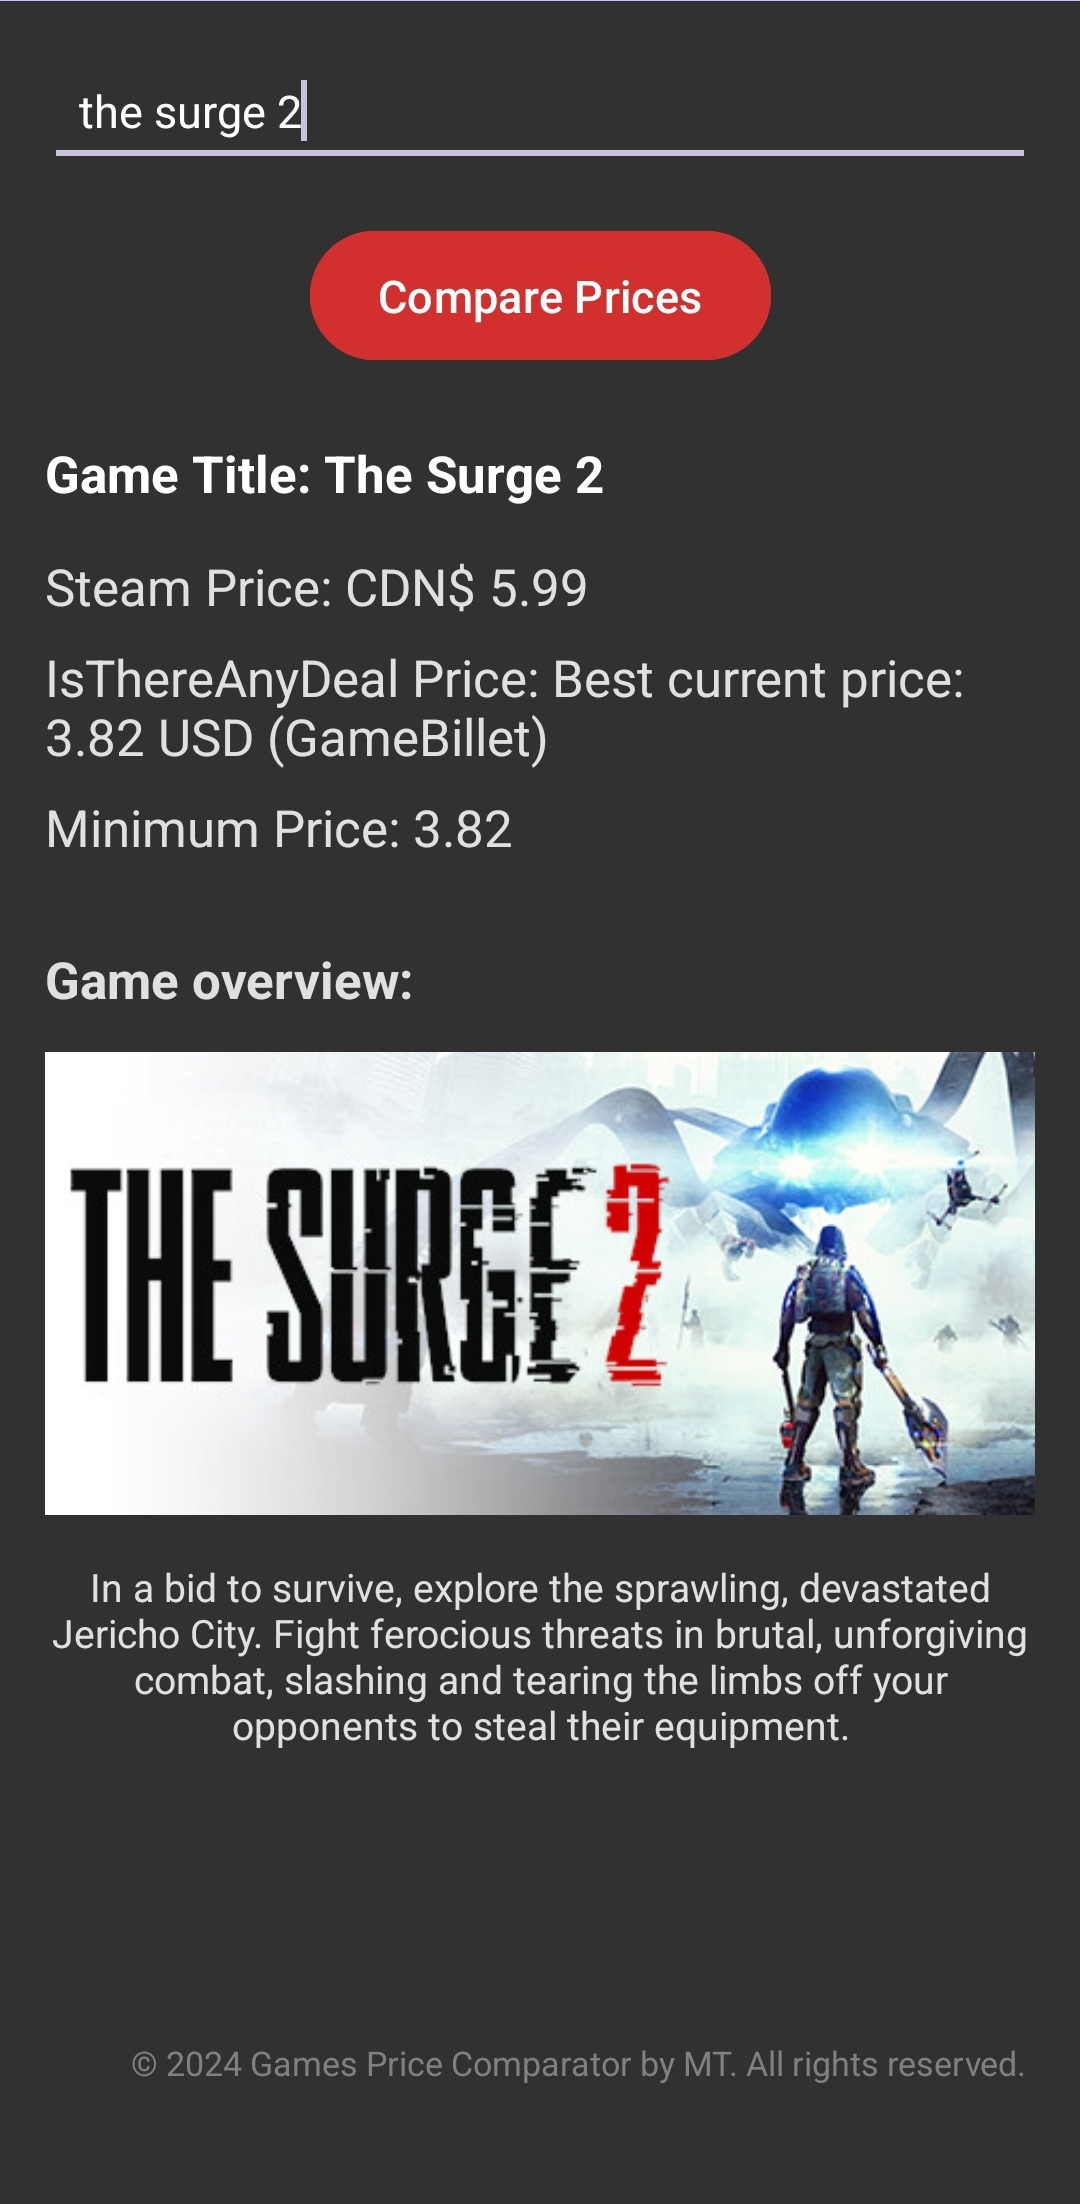 the surge 2
Compare Prices
Game Title: The Surge 2
Steam Price: CDN$ 5.99
IsThereAnyDeal Price: Best current price:
3.82 USD (GameBillet)
Minimum Price: 3.82
Game overview:
THE SURGE 2
In a bid to survive, explore the sprawling, devastated
Jericho City. Fight ferocious threats in brutal, unforgiving
combat, slashing and tearing the limbs off your
opponents to steal their equipment.
© 2024 Games Price Comparator by MT. All rights reserved.